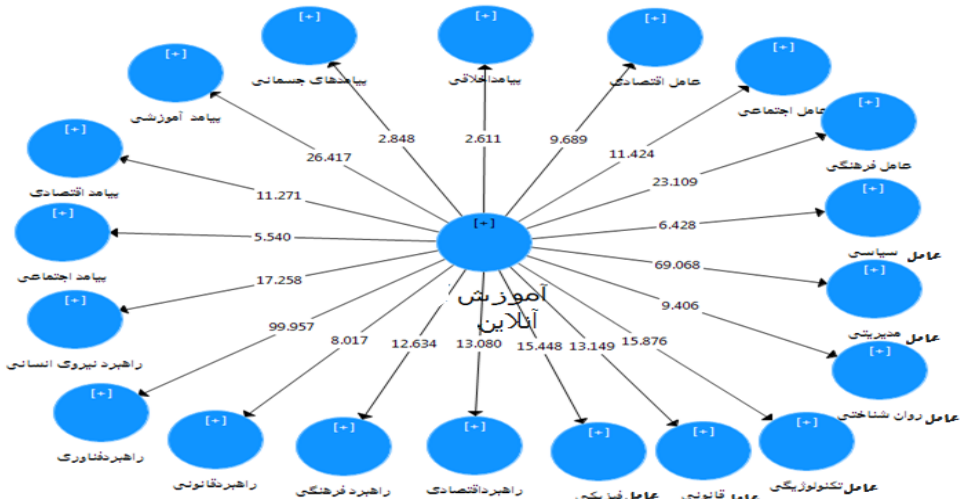 [+]
پیامدهای جسمانی
2.848
[+]
پیامداخلاقی
2.611
[+]
عامل اقتصادی
9.689
[+]
عامل اجتماعی
11.424
[+]
عامل فرهنگی
23.109
[+]
عامل سیاسی
6.428
[+]
عامل مدیریتی
69.068
[+]
عامل روان شناختی
9.406
[+]
عامل تکنولوژیگی
15.876
[+]
عامل قانونی
13.149
[+]
عامل فیزیکی
15.448
[+]
راهبرداقتصادی
13.080
[+]
راهبرد فرهنگی
12.634
[+]
راهبردقانونی
8.017
[+]
راهبردفناوری
99.957
[+]
راهبرد نیروی انسانی
17.258
[+]
پیامد اجتماعی
5.540
[+]
پیامد اقتصادی
11.271
[+]
پیامد آموزشی
26.417
[+]
آموزش
آنلاین